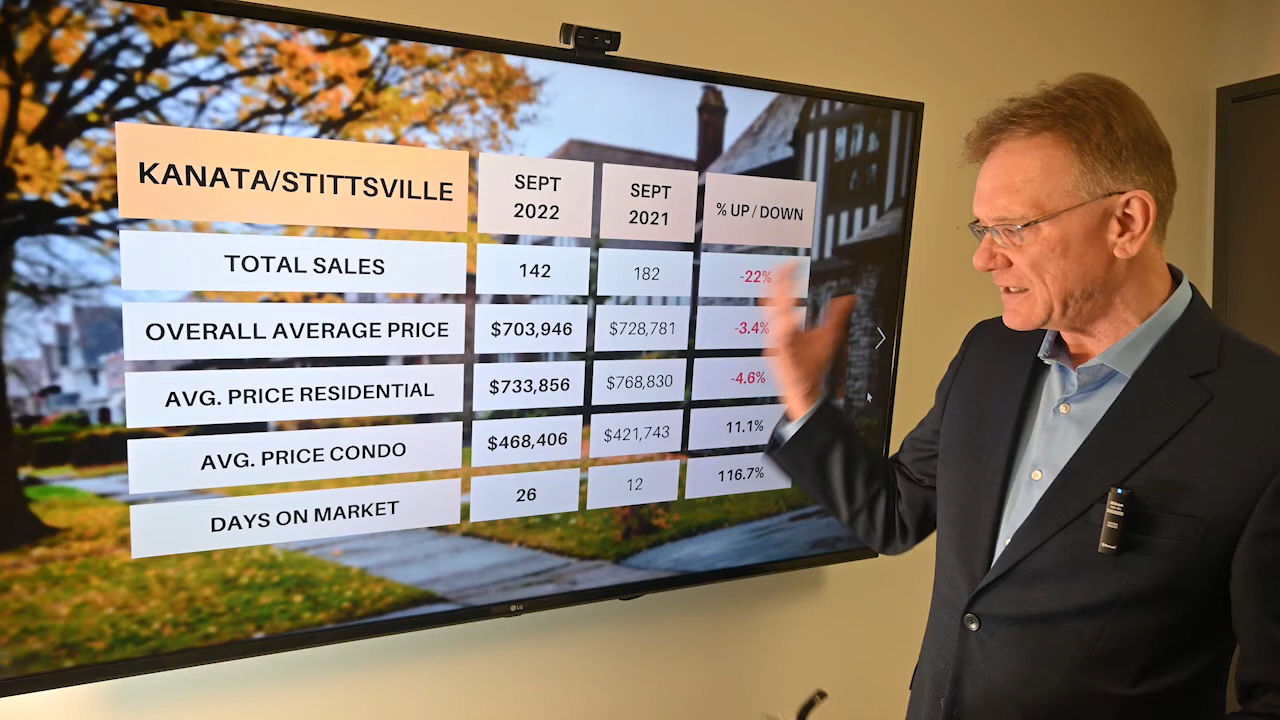 KANATA/STITTSVILLE
SEPT 2022
SEPT 2021
% UP / DOWN
TOTAL SALES 142 182 -22%
OVERALL AVERAGE PRICE $703,946 $728,781 -3.4%
AVG. PRICE RESIDENTIAL $733,856 $768,830 -4.6%
AVG. PRICE CONDO $468,406 $421,743 11.1%
DAYS ON MARKET 26 12 116.7%
LG